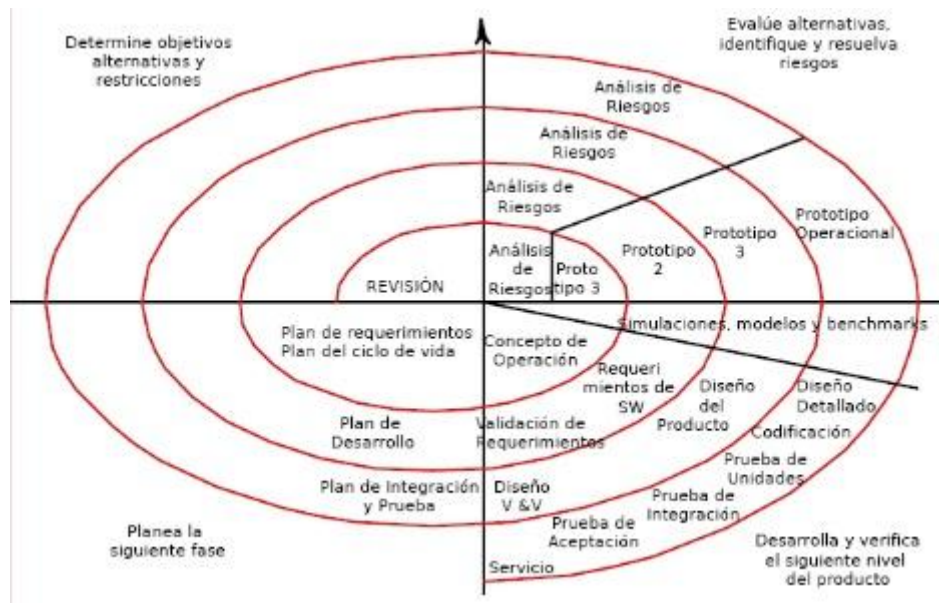 Determine objetivos
alternativas y
restricciones
Evalúe alternativas,
identifique y resuelva
riesgos
Análisis de
Riesgos
Análisis de
Riesgos
Análisis de
Riesgos
Análisis
de
Riesgos
Proto
tipo 3
Prototipo
2
Prototipo
3
Prototipo
Operacional
REVISIÓN
Simulaciones, modelos y benchmarks
Plan de requerimientos
Plan del ciclo de vida
Concepto de
Operación
Requeri
mientos de
SW
Diseño
del
Producto
Diseño
Detallado
Plan de
Desarrollo
Validación de
Requerimientos
Codificación
Prueba de
Unidades
Plan de Integración
y Prueba
Diseño
V &V
Prueba de
Integración
Prueba de
Aceptación
Servicio
Planea la
siguiente fase
Desarrolla y verifica
el siguiente nivel
del producto